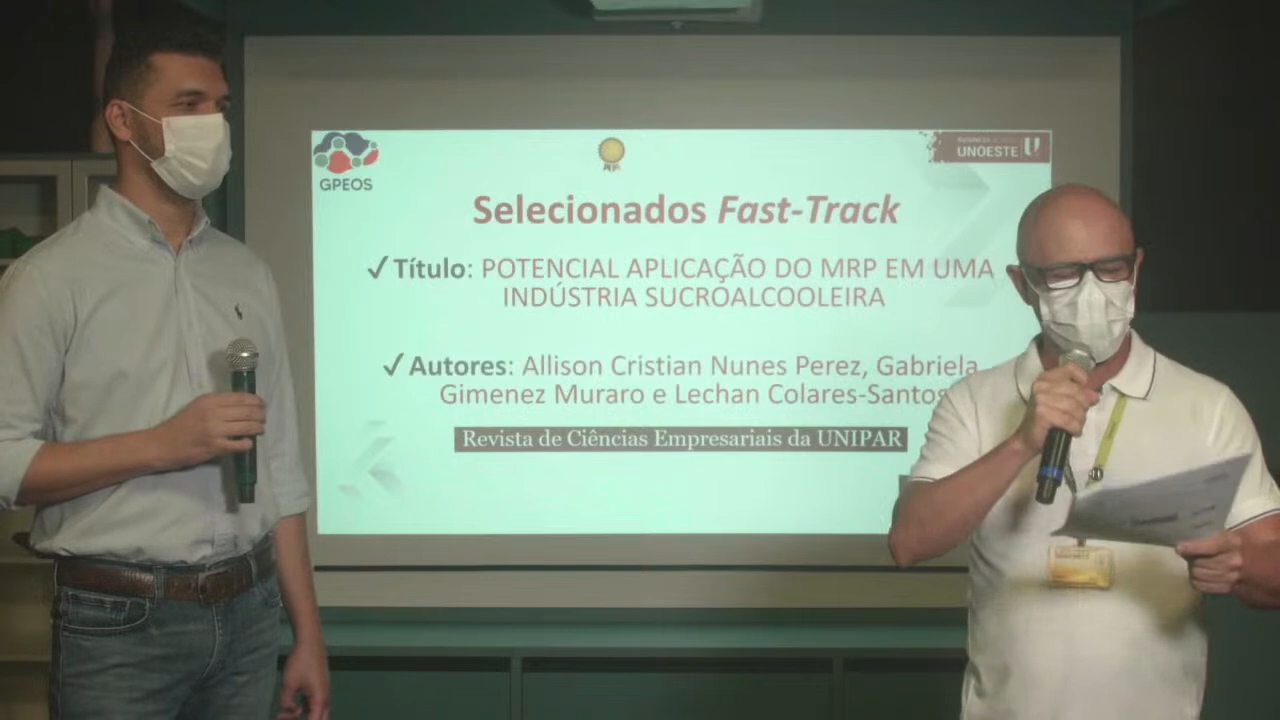 GPEOS
UNOESTE
Selecionados Fast-Track
✓ Título: POTENCIAL APLICAÇÃO DO MRP EM UMA
INDÚSTRIA SUCROALCOOLEIRA
✓ Autores: Allison Cristian Nunes Perez, Gabriela
Gimenez Muraro e Lechan Colares-Santos
Revista de Ciências Empresariais da UNIPAR